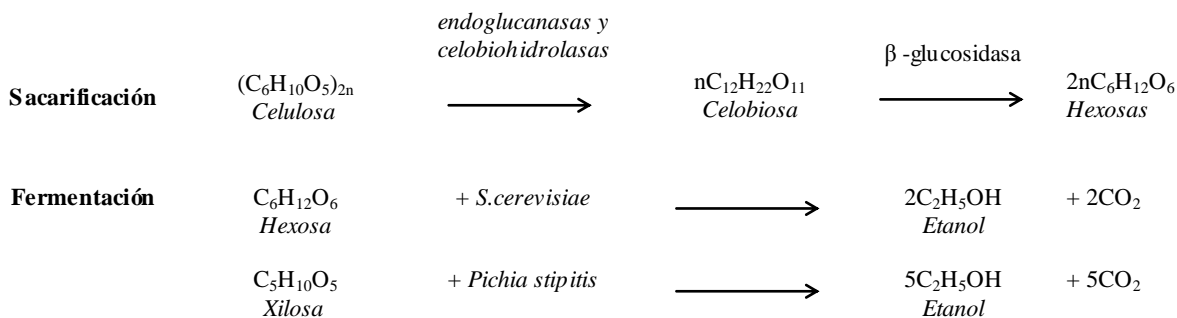 endoglucanasas y
celobiohidrolasas
β -glucosidasa
Sacarificación (C₆H₁₀O₅)₂ₙ nC₁₂H₂₂O₁₁ 2nC₆H₁₂O₆
Celulosa Celobiosa Hexosas
Fermentación C₆H₁₂O₆ + S.cerevisiae 2C₂H₅OH + 2CO₂
Hexosa Etanol
C₅H₁₀O₅ + Pichia stipitis 5C₂H₅OH + 5CO₂
Xilosa Etanol